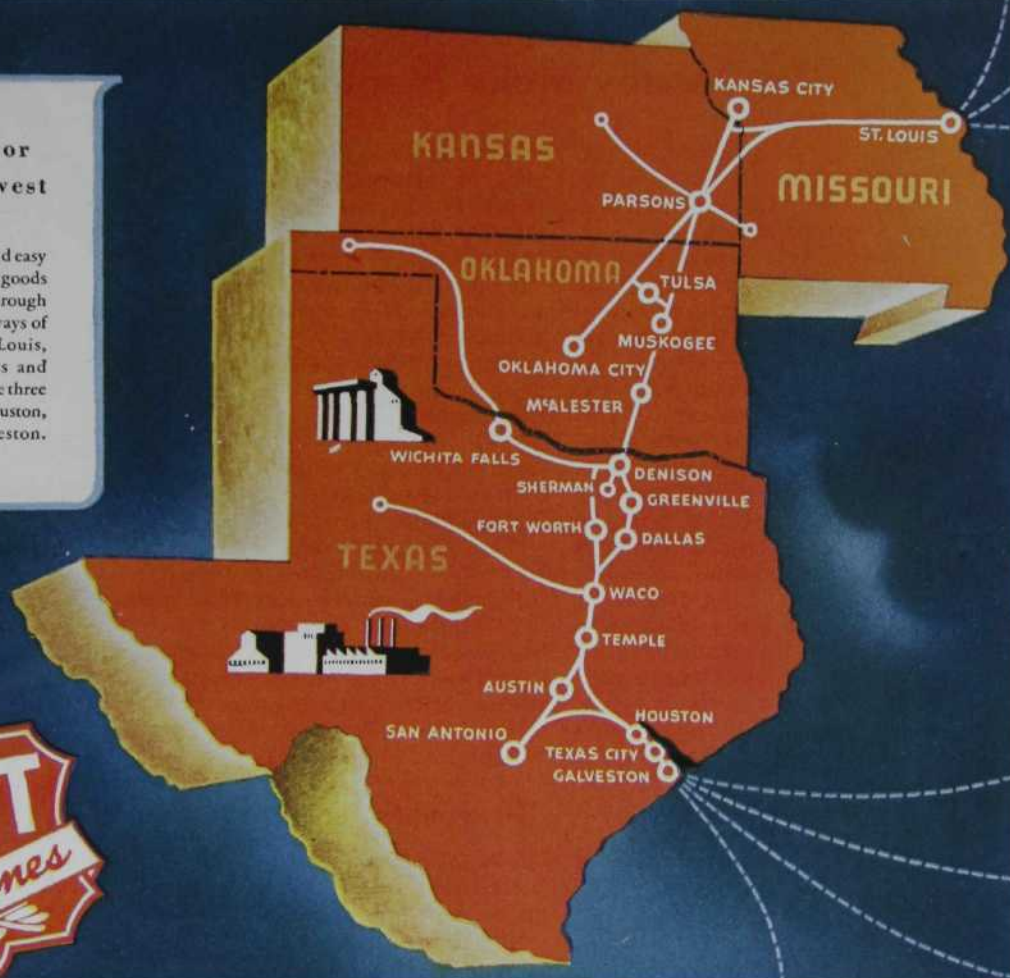 or
west
d easy
goods
rough
ways of
Louis,
s and
e three
uston,
eston.
KANSAS CITY
KANSAS
ST. LOUIS
MISSOURI
PARSONS
OKLAHOMA
TULSA
MUSKOGEE
OKLAHOMA CITY
McALESTER
WICHITA FALLS
DENISON
SHERMAN
GREENVILLE
FORT WORTH
DALLAS
TEXAS
WACO
TEMPLE
AUSTIN
HOUSTON
SAN ANTONIO
TEXAS CITY
GALVESTON
T
nes